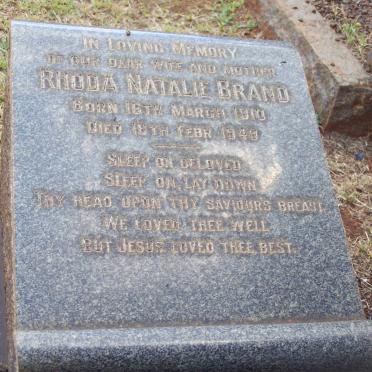 In Loving Memory
of our dear wife and mother
Rhoda Natalie Brand
Born 16th March 1910
Died 16th Febr. 1949
Sleep on beloved
Sleep on, lay down
Thy head upon thy Saviours breast
We loved thee well
But Jesus loved thee best.